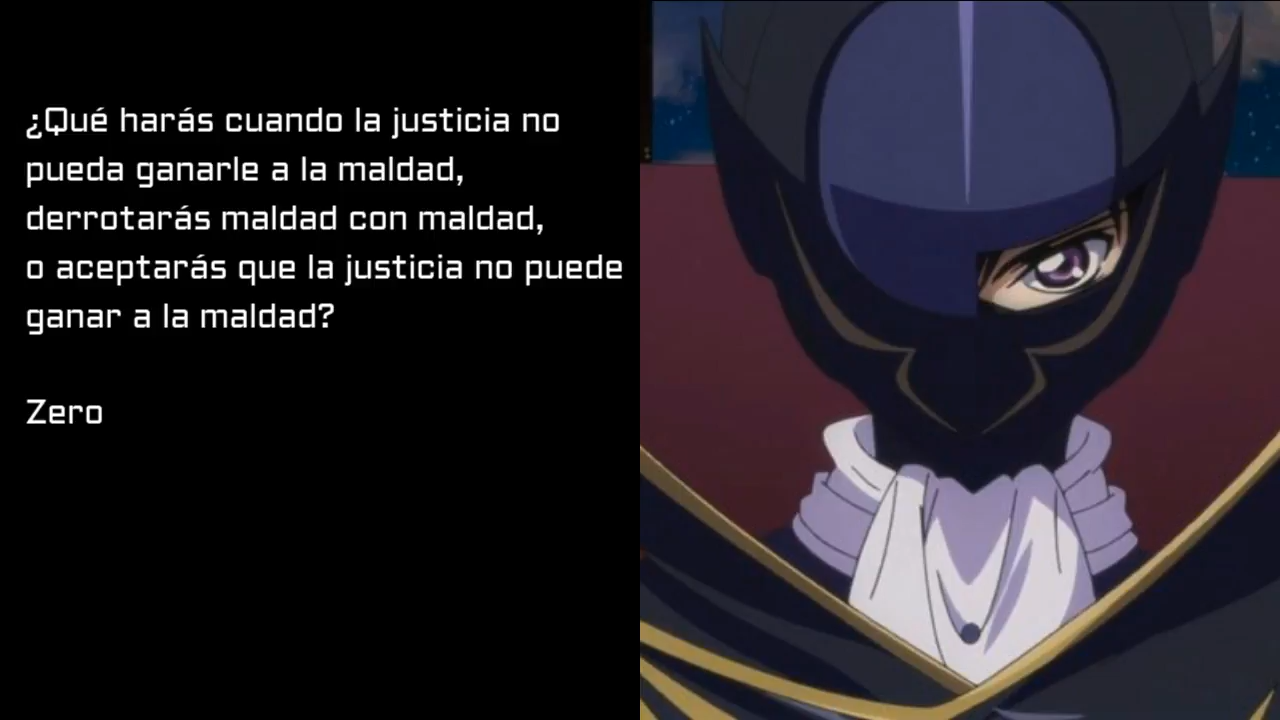 ¿Qué harás cuando la justicia no
pueda ganarle a la maldad,
derrotarás maldad con maldad,
o aceptarás que la justicia no puede
ganar a la maldad?
Zero